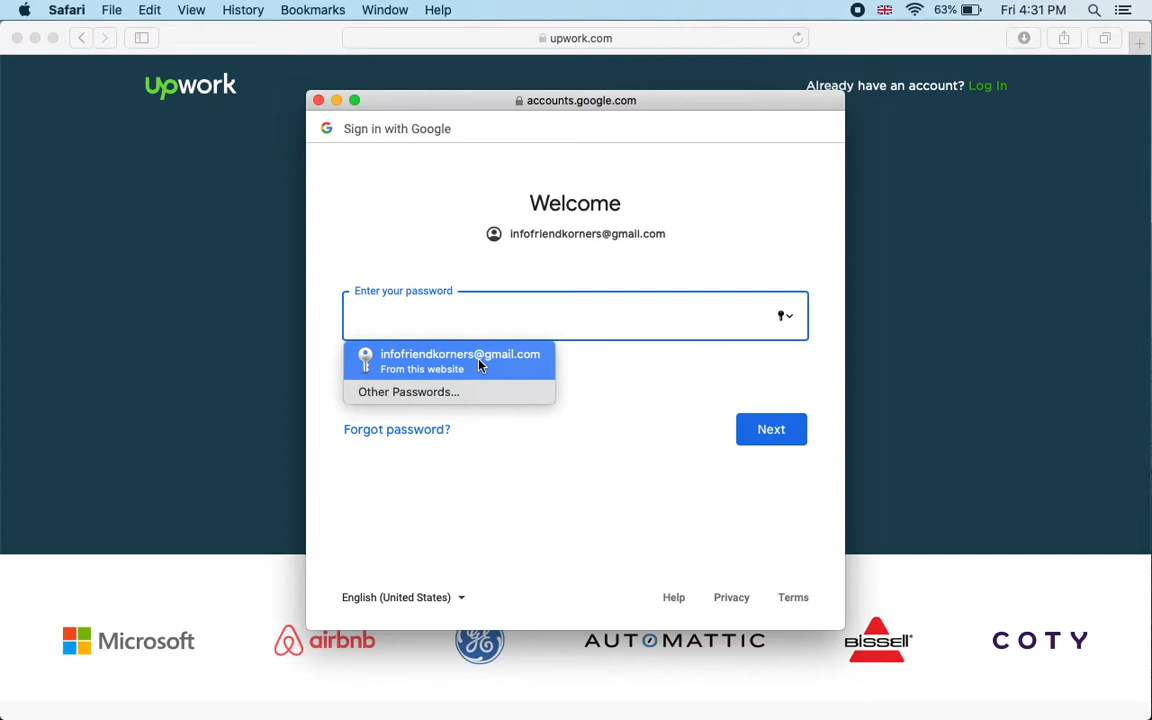 Safari File Edit View History Bookmarks Window Help 63% Fri 4:31 PM
upwork.com
upwork
Already have an account? Log In
accounts.google.com
Sign in with Google
Welcome
infofriendkorners@gmail.com
Enter your password
infofriendkorners@gmail.com
From this website
Other Passwords...
Forgot password?
Next
English (United States)
Help Privacy Terms
Microsoft airbnb GE AUTOMATTIC BISSELL COTY